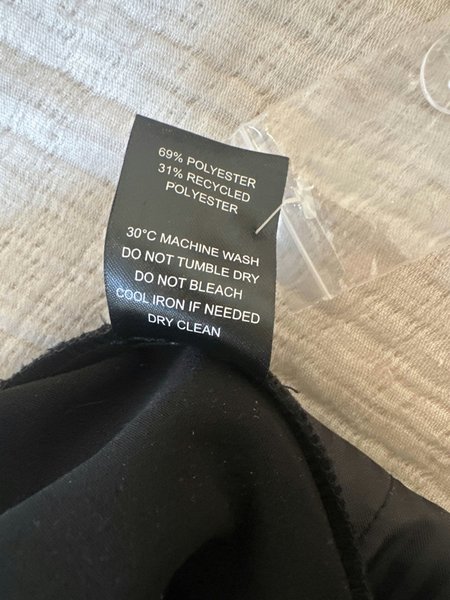 69% POLYESTER
31% RECYCLED
POLYESTER
30°C MACHINE WASH
DO NOT TUMBLE DRY
DO NOT BLEACH
COOL IRON IF NEEDED
DRY CLEAN